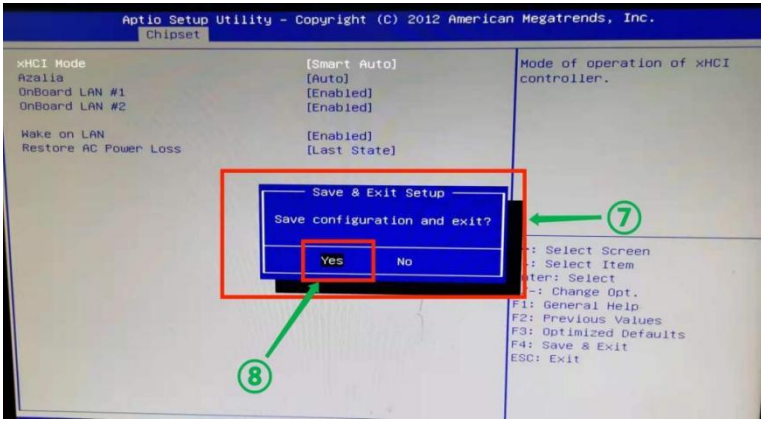 Aptio Setup Utility – Copyright (C) 2012 American Megatrends, Inc.
Chipset
xHCI Mode [Smart Auto]
Azalia [Auto]
OnBoard LAN #1 [Enabled]
OnBoard LAN #2 [Enabled]
Wake on LAN [Enabled]
Restore AC Power Loss [Last State]
Mode of operation of xHCI
controller.
Save & Exit Setup
Save configuration and exit?
Yes No
⑦
⑧
: Select Screen
: Select Item
: Select
-: Change Opt.
F1: General Help
F2: Previous Values
F3: Optimized Defaults
F4: Save & Exit
ESC: Exit